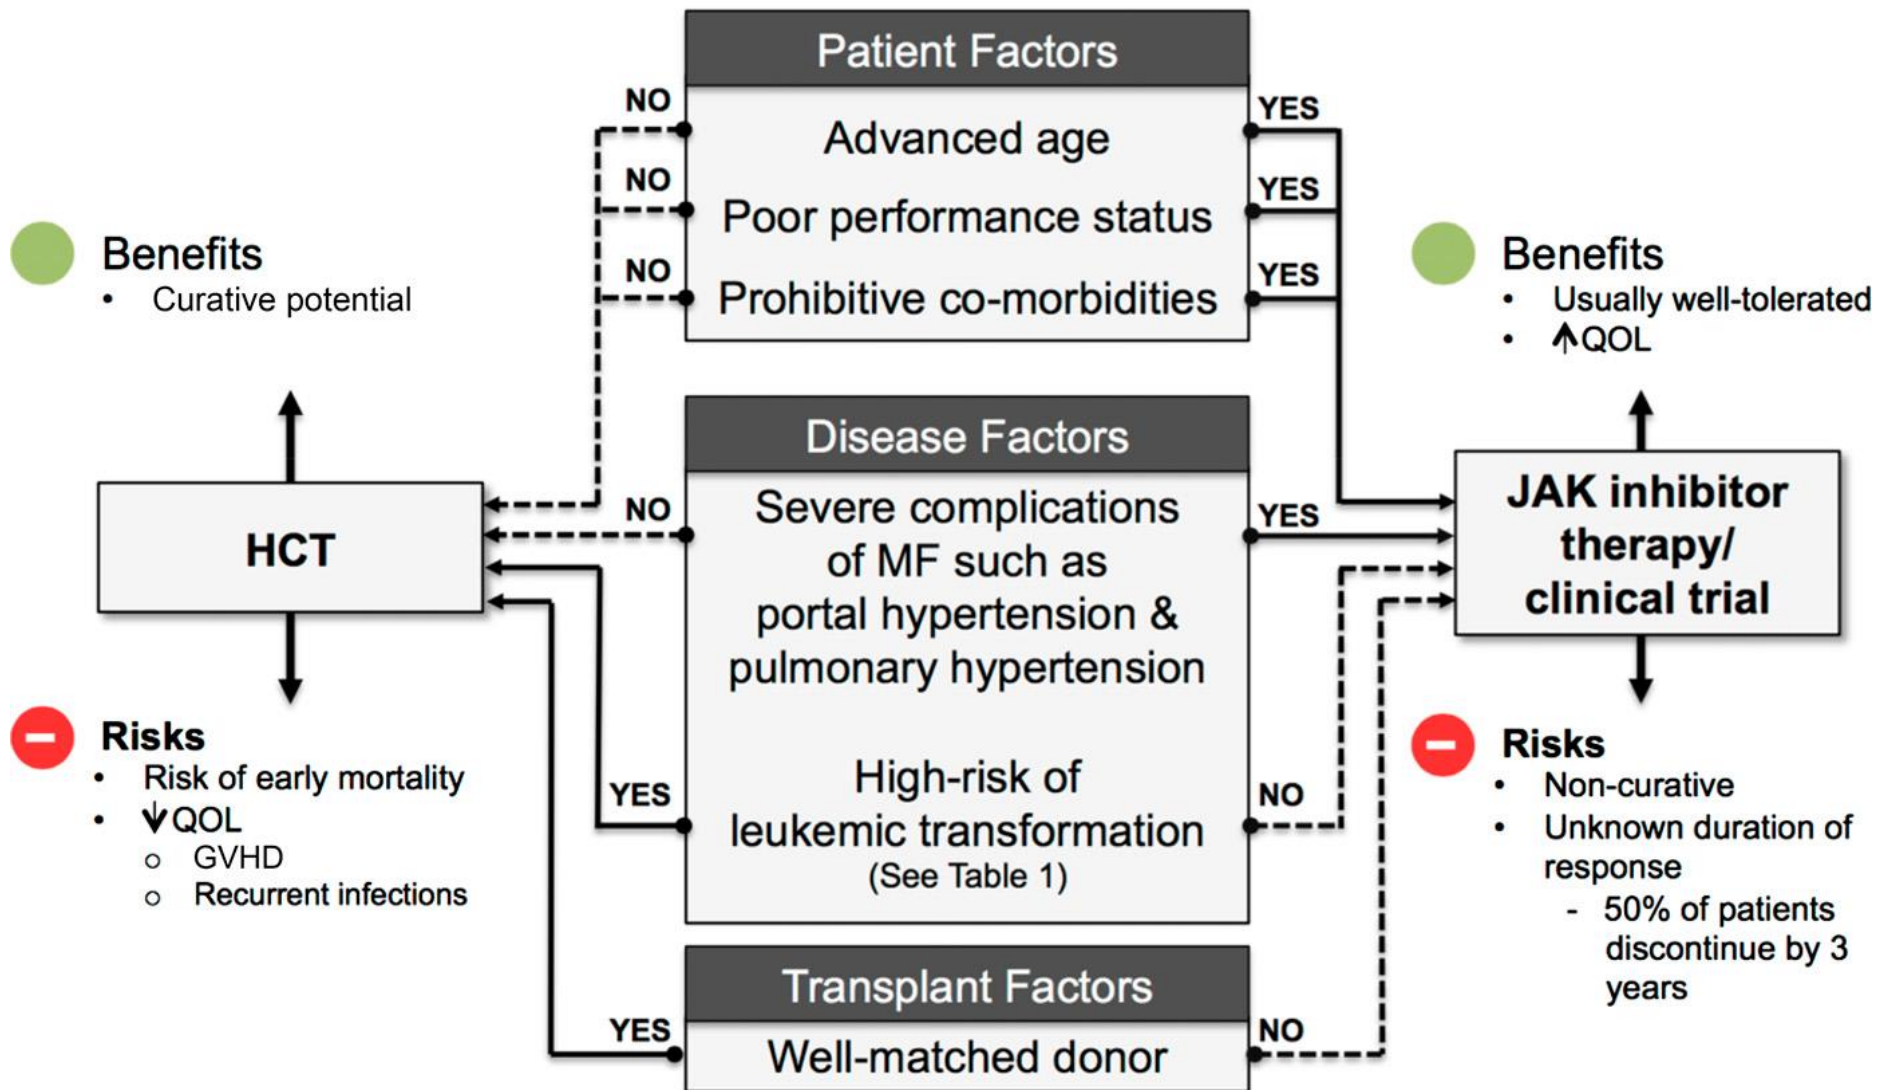 Patient Factors
NO
YES
Advanced age
NO
YES
Poor performance status
NO
YES
Prohibitive co-morbidities
Benefits
• Curative potential
Benefits
• Usually well-tolerated
• ↑QOL
Disease Factors
NO
YES
Severe complications
of MF such as
portal hypertension &
pulmonary hypertension
YES
NO
High-risk of
leukemic transformation
(See Table 1)
HCT
JAK inhibitor
therapy/
clinical trial
Risks
• Risk of early mortality
• ↓QOL
o GVHD
o Recurrent infections
Risks
• Non-curative
• Unknown duration of
response
- 50% of patients
discontinue by 3
years
Transplant Factors
YES
NO
Well-matched donor